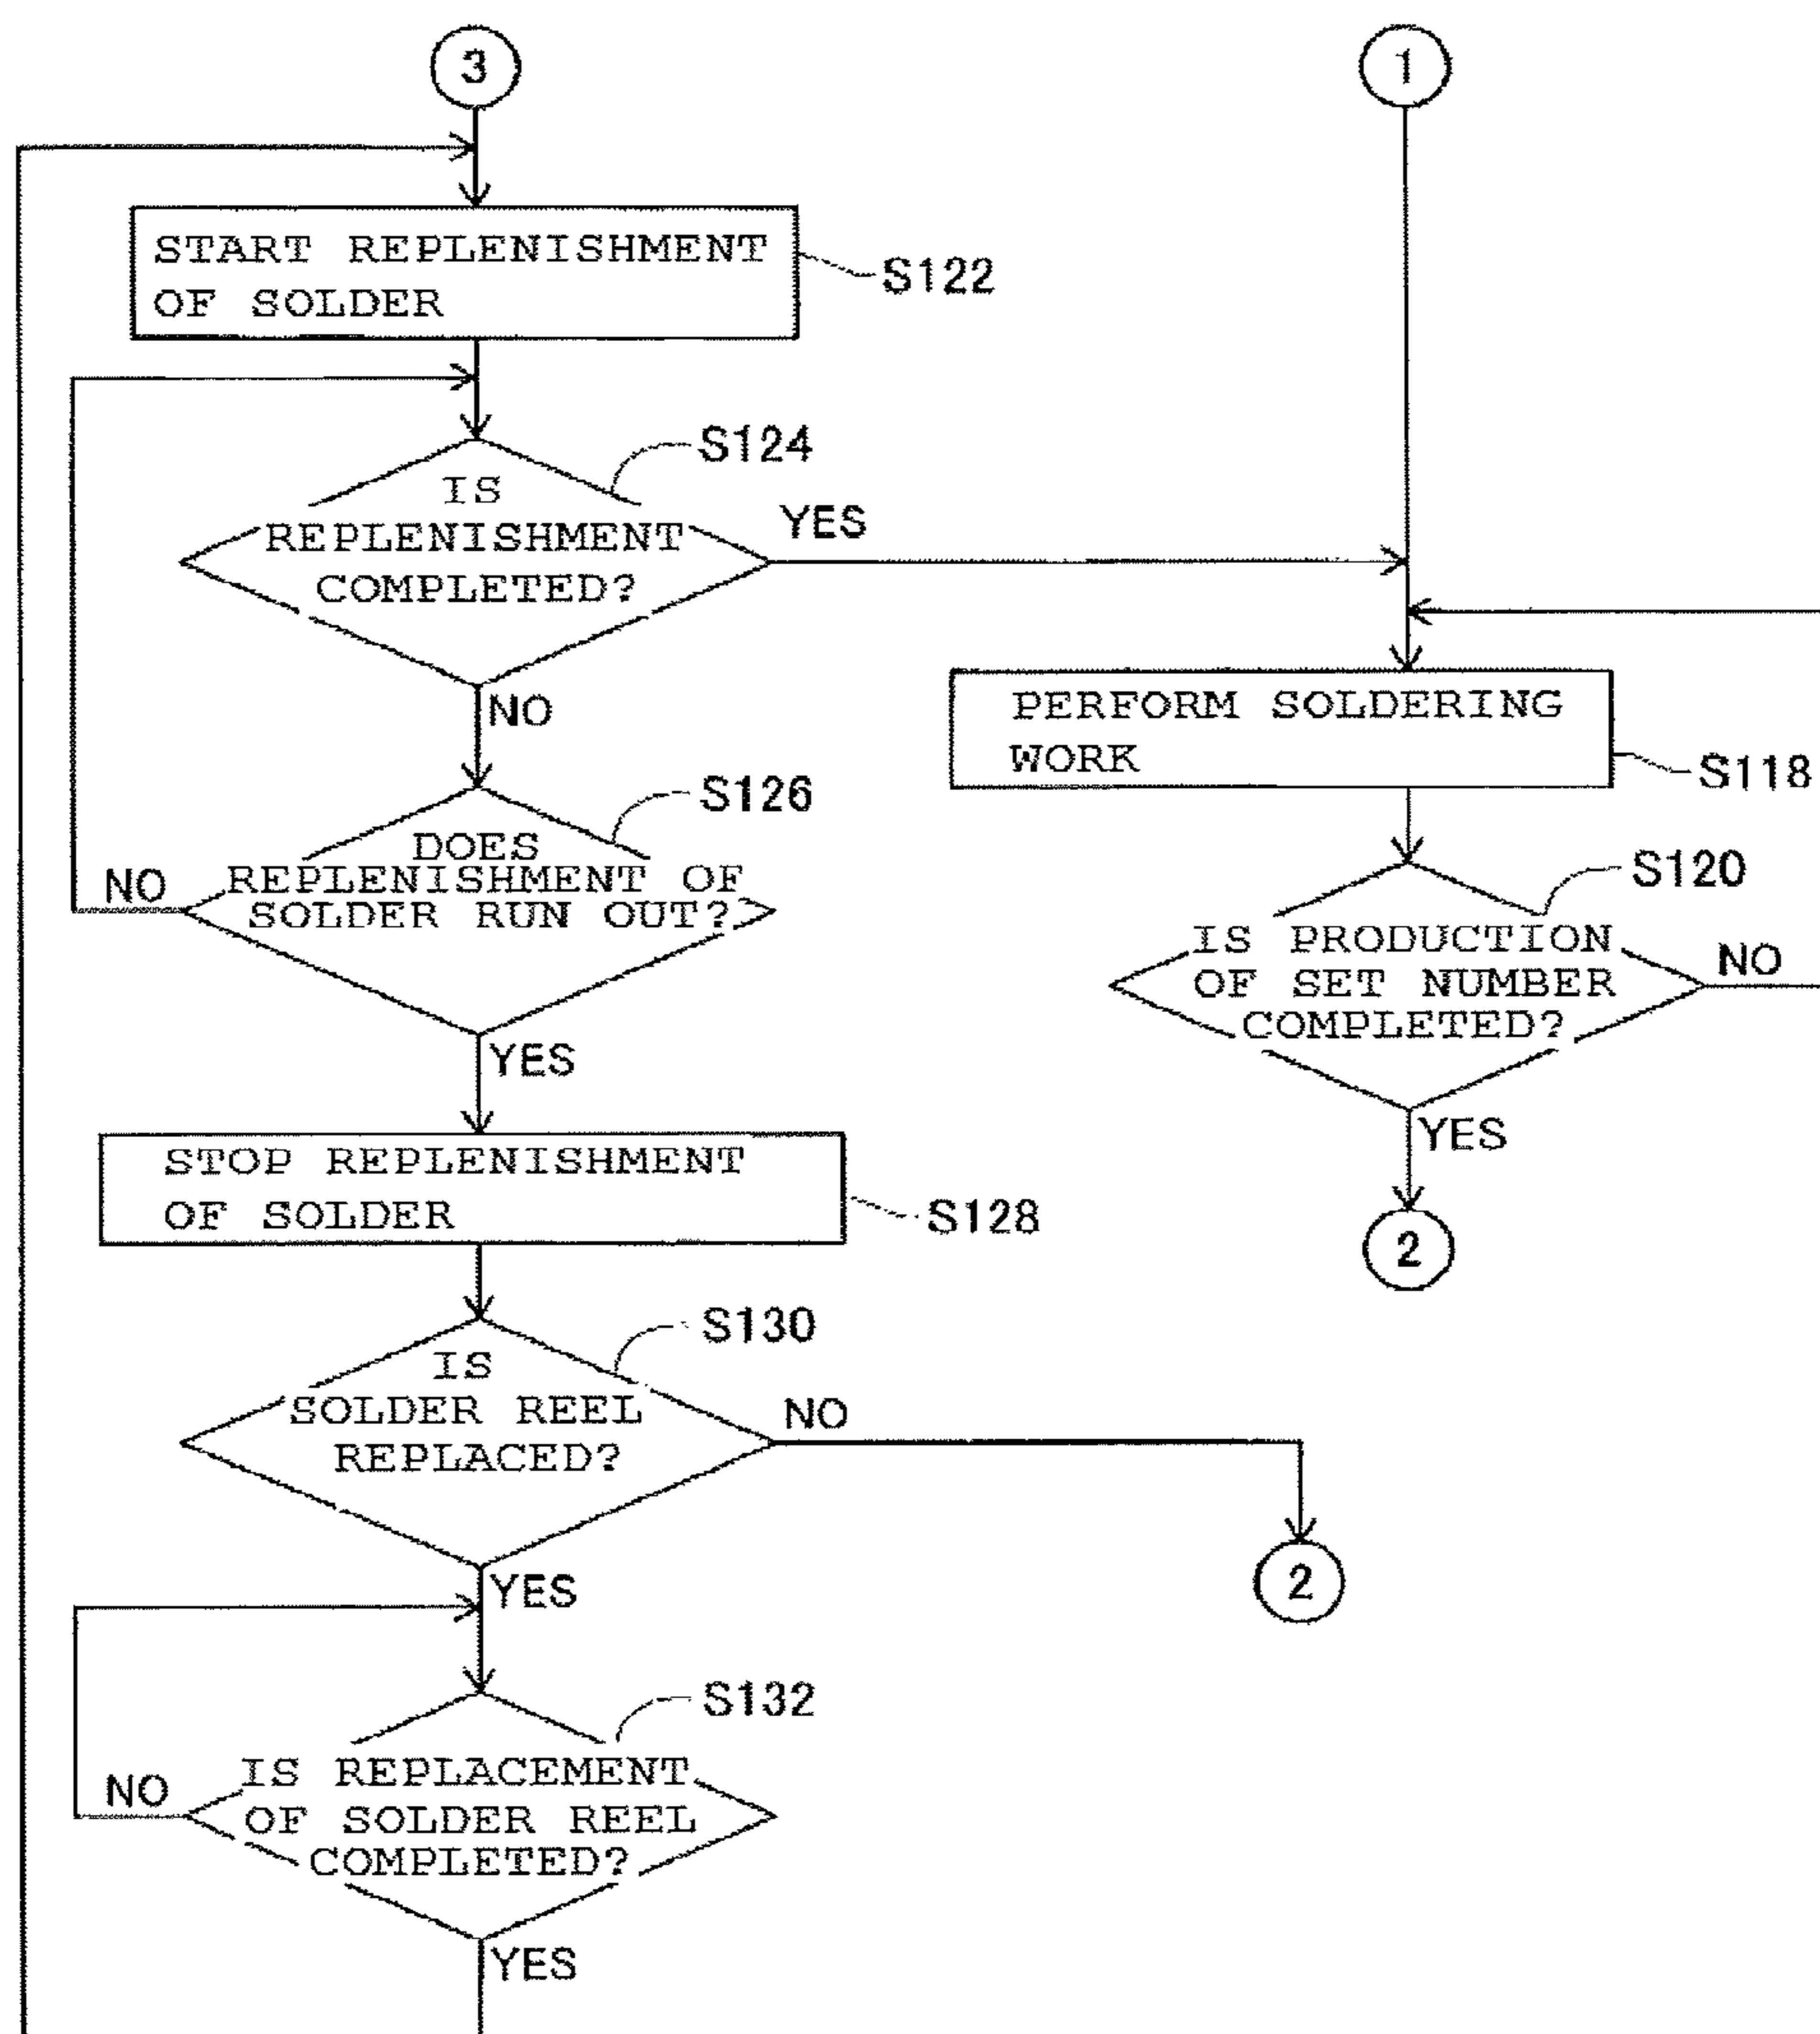 3
1
START REPLENISHMENT
OF SOLDER
S122
S124
IS
REPLENISHMENT
COMPLETED?
YES
NO
PERFORM SOLDERING
WORK
S118
S126
DOES
REPLENISHMENT OF
SOLDER RUN OUT?
NO
YES
S120
IS PRODUCTION
OF SET NUMBER
COMPLETED?
NO
YES
2
STOP REPLENISHMENT
OF SOLDER
S128
S130
IS
SOLDER REEL
REPLACED?
NO
2
YES
S132
IS REPLACEMENT
OF SOLDER REEL
COMPLETED?
NO
YES